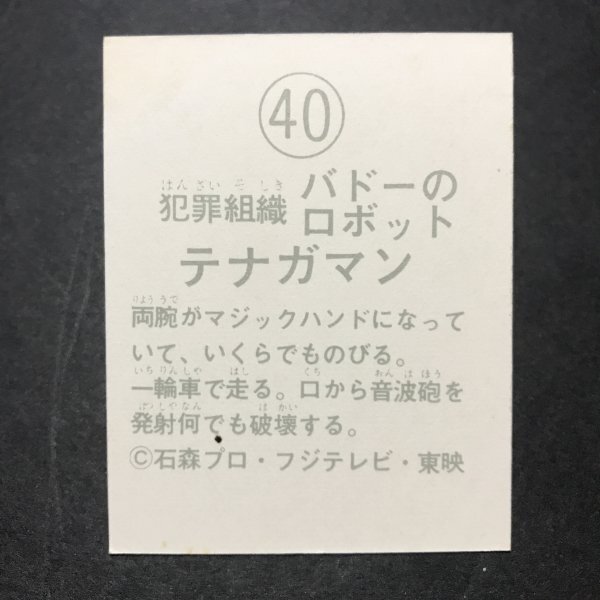 40
犯罪組織 バドーの
ロボット
テナガマン
両腕がマジックハンドになって
いて、いくらでものびる。
一輪車で走る。口から音波砲を
発射何でも破壊する。
©石森プロ・フジテレビ・東映